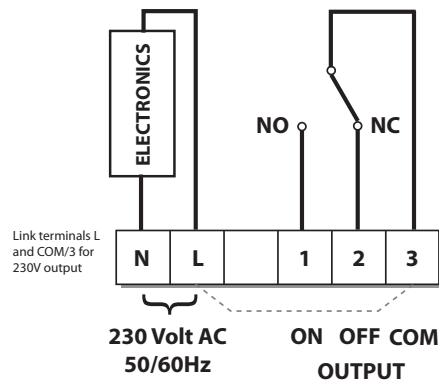 ELECTRONICS
NO
NC
Link terminals L
and COM/3 for
230V output
N L 1 2 3
230 Volt AC
50/60Hz
ON OFF COM
OUTPUT